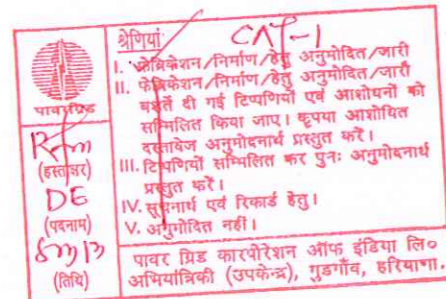 श्रेणियां
CAT-1
I. फेब्रिकेशन/निर्माण/हेतु अनुमोदित/जारी
II. फेब्रिकेशन/निर्माण/हेतु अनुमोदित/जारी
बशर्ते दी गई टिप्पणियों एवं आशोधनों को
सम्मिलित किया जाए। कृपया आशोधित
दस्तावेज अनुमोदनार्थ प्रस्तुत करें।
III. टिप्पणियों सम्मिलित कर पुनः अनुमोदनार्थ
प्रस्तुत करें।
IV. सूचनार्थ एवं रिकार्ड हेतु।
V. अनुमोदित नहीं।
पावर ग्रिड कारपोरेशन ऑफ इंडिया लि०
अभियांत्रिकी (उपकेन्द्र), गुड़गाँव, हरियाणा.
पावरग्रिड
(हस्ताक्षर)
DE
(पदनाम)
(तिथि)